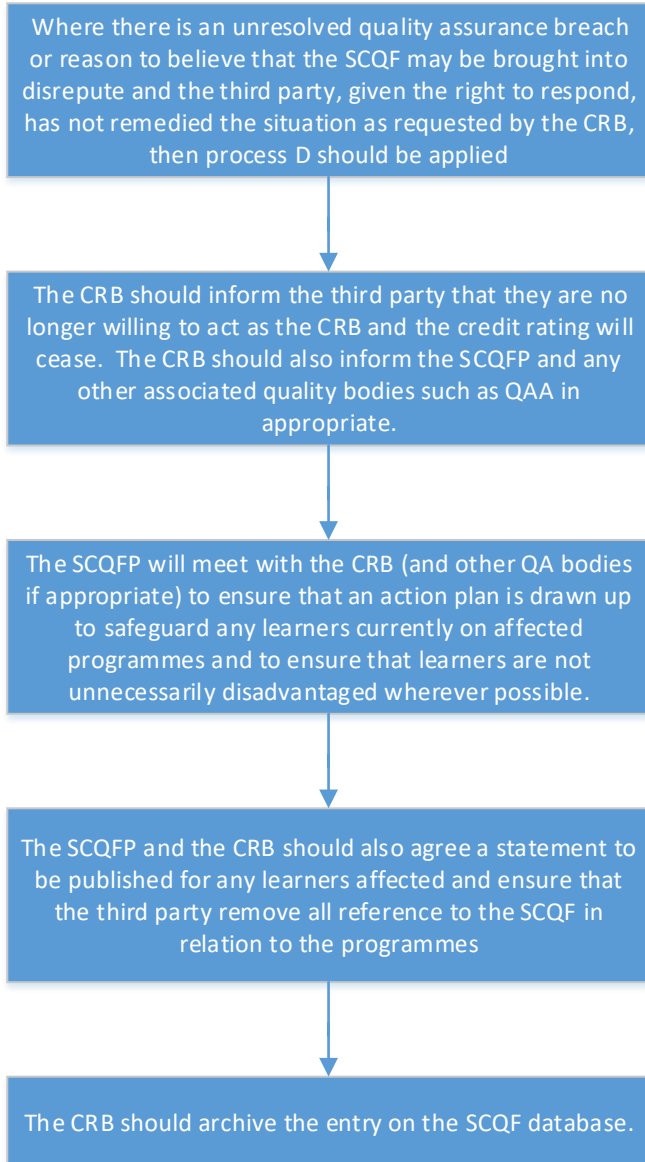 Where there is an unresolved quality assurance breach
or reason to believe that the SCQF may be brought into
disrepute and the third party, given the right to respond,
has not remedied the situation as requested by the CRB,
then process D should be applied
The CRB should inform the third party that they are no
longer willing to act as the CRB and the credit rating will
cease.  The CRB should also inform the SCQFP and any
other associated quality bodies such as QAA in
appropriate.
The SCQFP will meet with the CRB (and other QA bodies
if appropriate) to ensure that an action plan is drawn up
to safeguard any learners currently on affected
programmes and to ensure that learners are not
unnecessarily disadvantaged wherever possible.
The SCQFP and the CRB should also agree a statement to
be published for any learners affected and ensure that
the third party remove all reference to the SCQF in
relation to the programmes
The CRB should archive the entry on the SCQF database.